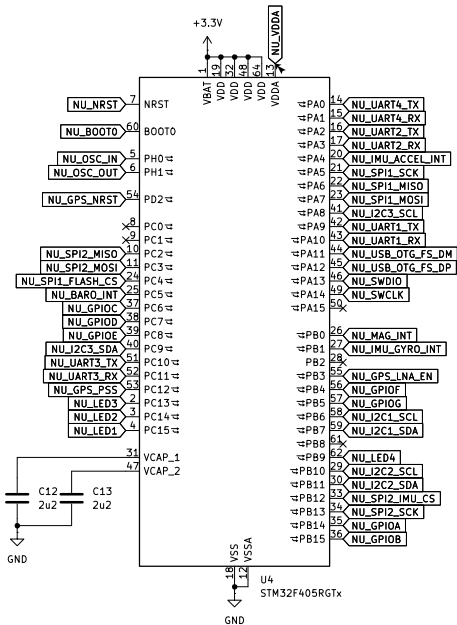 +3.3V
NU_VDDA
1 19 32 48 64 13
VBAT VDD VDD VDD VDD VDDA
NU_NRST 7 NRST
NU_BOOT0 60 BOOT0
NU_OSC_IN 5 PH0
NU_OSC_OUT 6 PH1
NU_GPS_NRST 54 PD2
8 PC0
9 PC1
NU_SPI2_MISO 10 PC2
NU_SPI2_MOSI 11 PC3
NU_SPI1_FLASH_CS 24 PC4
NU_BARO_INT 25 PC5
NU_GPIOC 37 PC6
NU_GPIOD 38 PC7
NU_GPIOE 39 PC8
NU_I2C3_SDA 40 PC9
NU_UART3_TX 51 PC10
NU_UART3_RX 52 PC11
NU_GPS_PSS 53 PC12
NU_LED3 2 PC13
NU_LED2 3 PC14
NU_LED1 4 PC15
31 VCAP_1
47 VCAP_2
C12
2u2
C13
2u2
GND
PA0 14 NU_UART4_TX
PA1 15 NU_UART4_RX
PA2 16 NU_UART2_TX
PA3 17 NU_UART2_RX
PA4 20 NU_IMU_ACCEL_INT
PA5 21 NU_SPI1_SCK
PA6 22 NU_SPI1_MISO
PA7 23 NU_SPI1_MOSI
PA8 41 NU_I2C3_SCL
PA9 42 NU_UART1_TX
PA10 43 NU_UART1_RX
PA11 44 NU_USB_OTG_FS_DM
PA12 45 NU_USB_OTG_FS_DP
PA13 46 NU_SWDIO
PA14 49 NU_SWCLK
PA15 50
PB0 26 NU_MAG_INT
PB1 27 NU_IMU_GYRO_INT
PB2 28
PB3 55 NU_GPS_LNA_EN
PB4 56 NU_GPIOF
PB5 57 NU_GPIOG
PB6 58 NU_I2C1_SCL
PB7 59 NU_I2C1_SDA
PB8 61
PB9 62 NU_LED4
PB10 29 NU_I2C2_SCL
PB11 30 NU_I2C2_SDA
PB12 33 NU_SPI2_IMU_CS
PB13 34 NU_SPI2_SCK
PB14 35 NU_GPIOA
PB15 36 NU_GPIOB
VSS VSSA
18 12
U4
STM32F405RGTx
GND